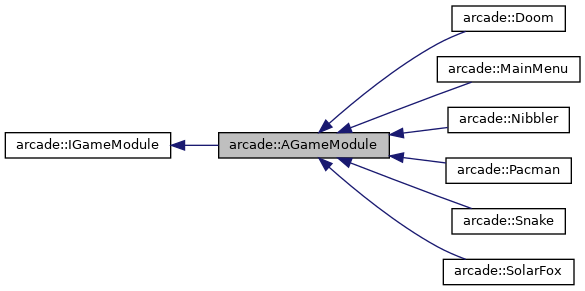 arcade::Doom
arcade::MainMenu
arcade::Nibbler
arcade::IGameModule
arcade::AGameModule
arcade::Pacman
arcade::Snake
arcade::SolarFox